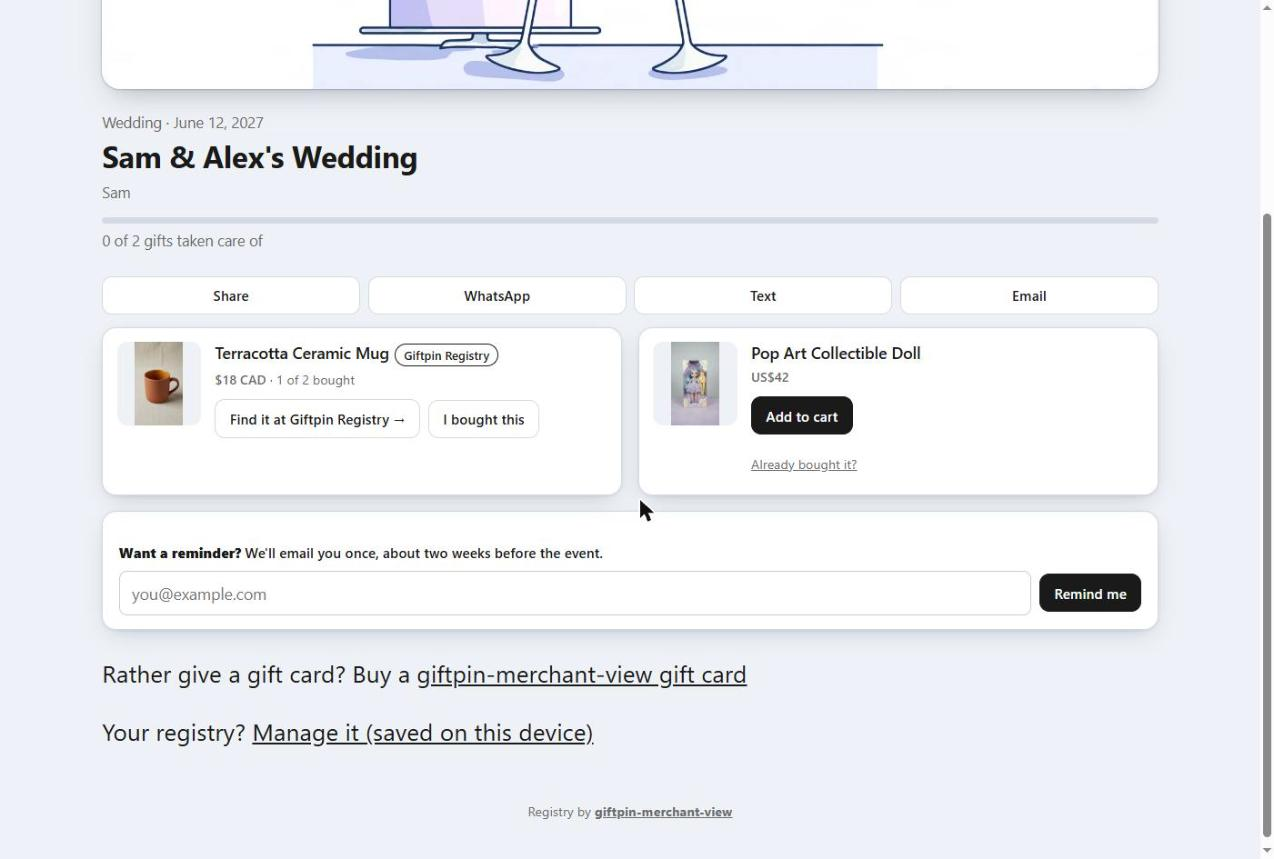 Wedding · June 12, 2027
Sam & Alex's Wedding
Sam
0 of 2 gifts taken care of
Share
WhatsApp
Text
Email
Terracotta Ceramic Mug Giftpin Registry
$18 CAD · 1 of 2 bought
Find it at Giftpin Registry → I bought this
Pop Art Collectible Doll
US$42
Add to cart
Already bought it?
Want a reminder? We'll email you once, about two weeks before the event.
you@example.com
Remind me
Rather give a gift card? Buy a giftpin-merchant-view gift card
Your registry? Manage it (saved on this device)
Registry by giftpin-merchant-view